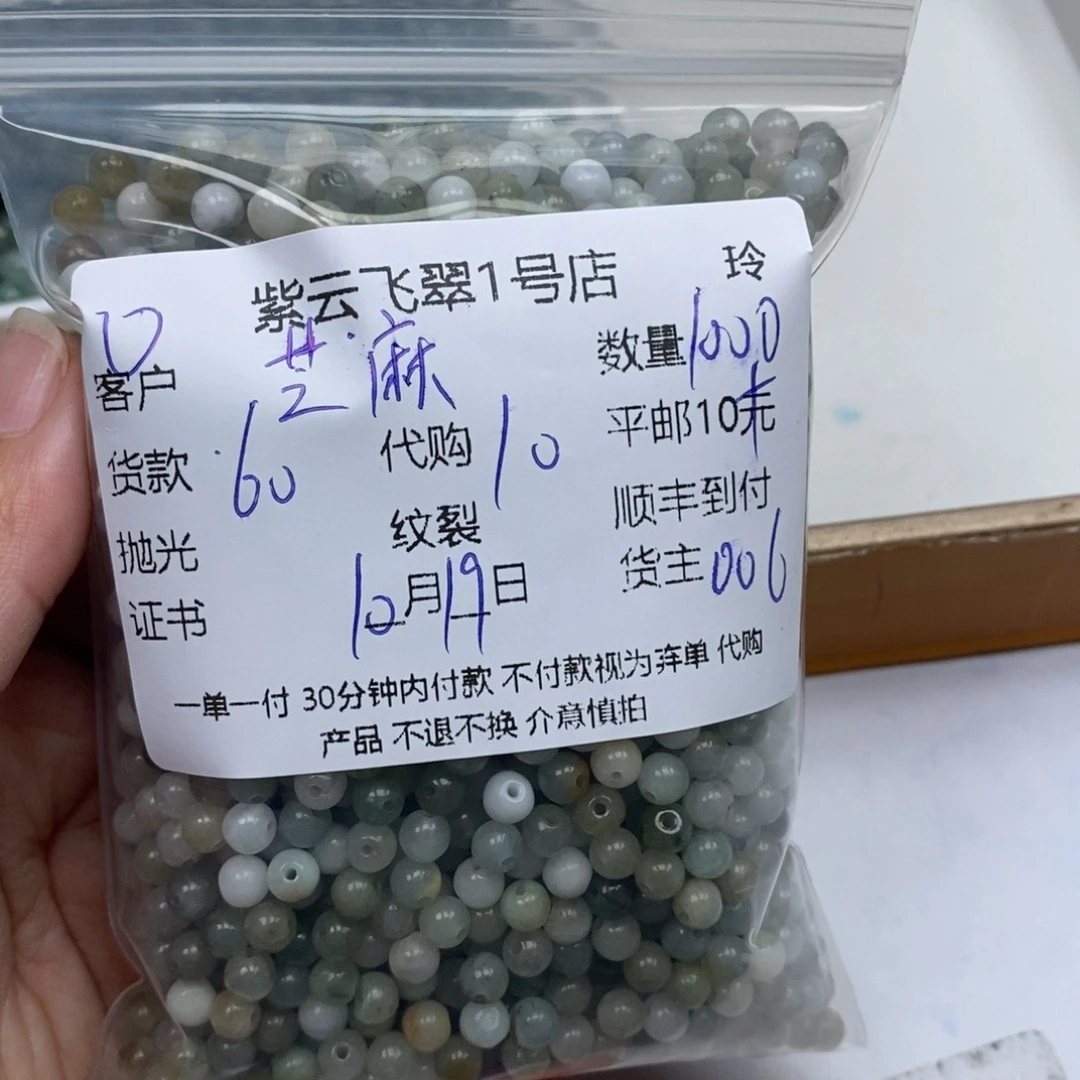 紫云飞翠1号店 玲
客户 芝麻 数量1000
货款 60 代购 10 平邮10元
抛光 纹裂 顺丰到付
证书 10月19日 货主006
一单一付 30分钟内付款 不付款视为弃单 代购
产品 不退不换 介意慎拍